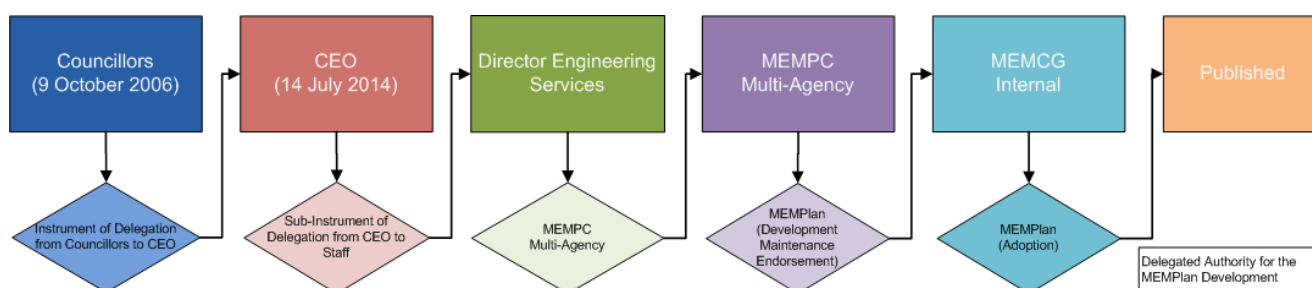 Councillors
(9 October 2006)
CEO
(14 July 2014)
Director Engineering
Services
MEMPC
Multi-Agency
MEMCG
Internal
Published
Instrument of Delegation
from Councillors to CEO
Sub-Instrument of
Delegation from CEO to
Staff
MEMPC
Multi-Agency
MEMPlan
(Development
Maintenance
Endorsement)
MEMPlan
(Adoption)
Delegated Authority for the
MEMPlan Development